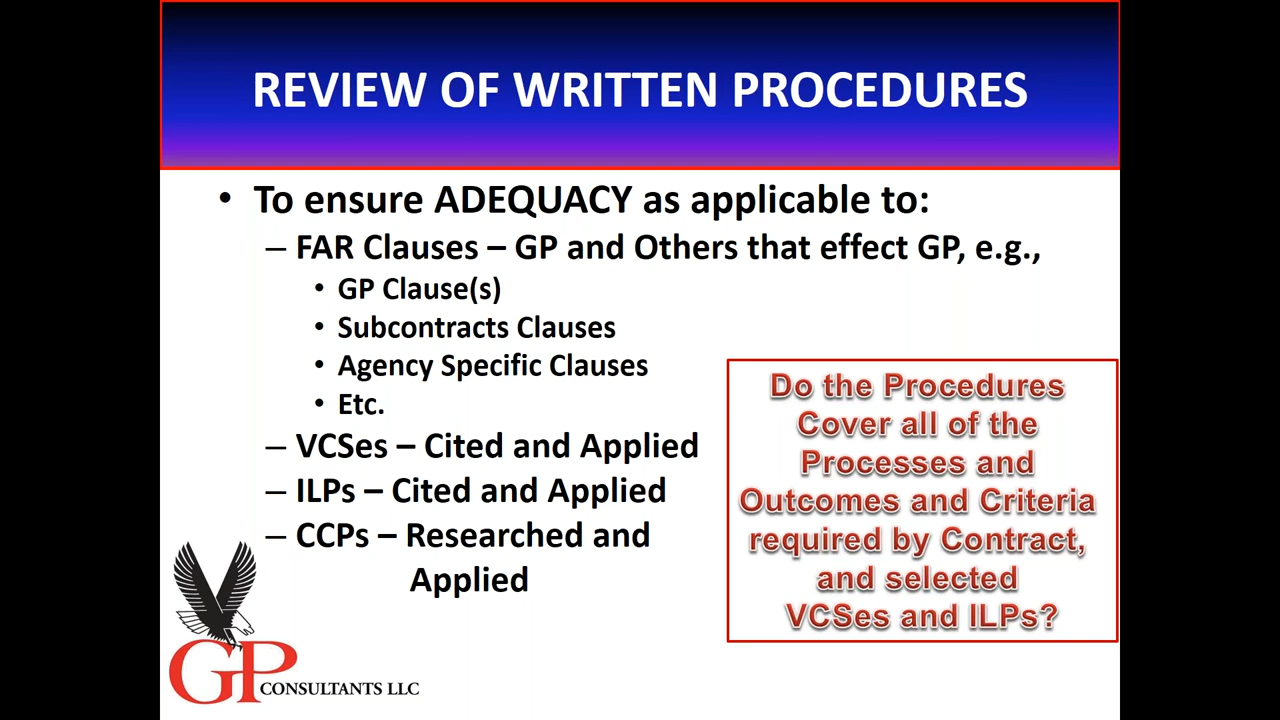 REVIEW OF WRITTEN PROCEDURES
• To ensure ADEQUACY as applicable to:
– FAR Clauses – GP and Others that effect GP, e.g.,
• GP Clause(s)
• Subcontracts Clauses
• Agency Specific Clauses
• Etc.
– VCSes – Cited and Applied
– ILPs – Cited and Applied
– CCPs – Researched and
Applied
Do the Procedures
Cover all of the
Processes and
Outcomes and Criteria
required by Contract,
and selected
VCSes and ILPs?
GP CONSULTANTS LLC